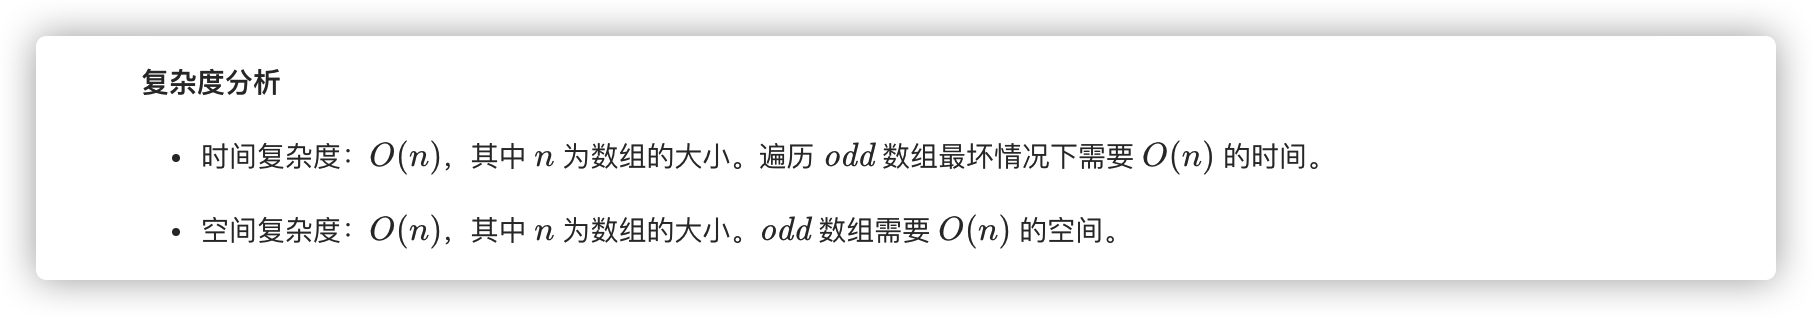 复杂度分析
• 时间复杂度：O(n)，其中 n 为数组的大小。遍历 odd 数组最坏情况下需要 O(n) 的时间。
• 空间复杂度：O(n)，其中 n 为数组的大小。odd 数组需要 O(n) 的空间。